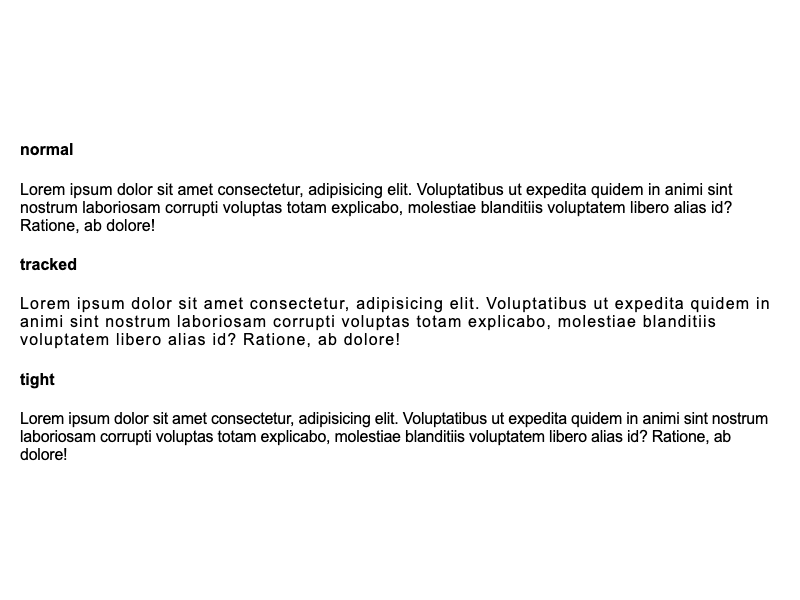 normal
Lorem ipsum dolor sit amet consectetur, adipisicing elit. Voluptatibus ut expedita quidem in animi sint
nostrum laboriosam corrupti voluptas totam explicabo, molestiae blanditiis voluptatem libero alias id?
Ratione, ab dolore!
tracked
Lorem ipsum dolor sit amet consectetur, adipisicing elit. Voluptatibus ut expedita quidem in
animi sint nostrum laboriosam corrupti voluptas totam explicabo, molestiae blanditiis
voluptatem libero alias id? Ratione, ab dolore!
tight
Lorem ipsum dolor sit amet consectetur, adipisicing elit. Voluptatibus ut expedita quidem in animi sint nostrum
laboriosam corrupti voluptas totam explicabo, molestiae blanditiis voluptatem libero alias id? Ratione, ab
dolore!